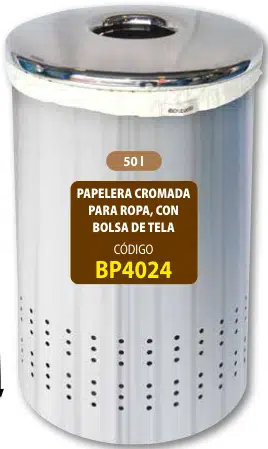 50 l
PAPELERA CROMADA
PARA ROPA, CON
BOLSA DE TELA
CÓDIGO
BP4024